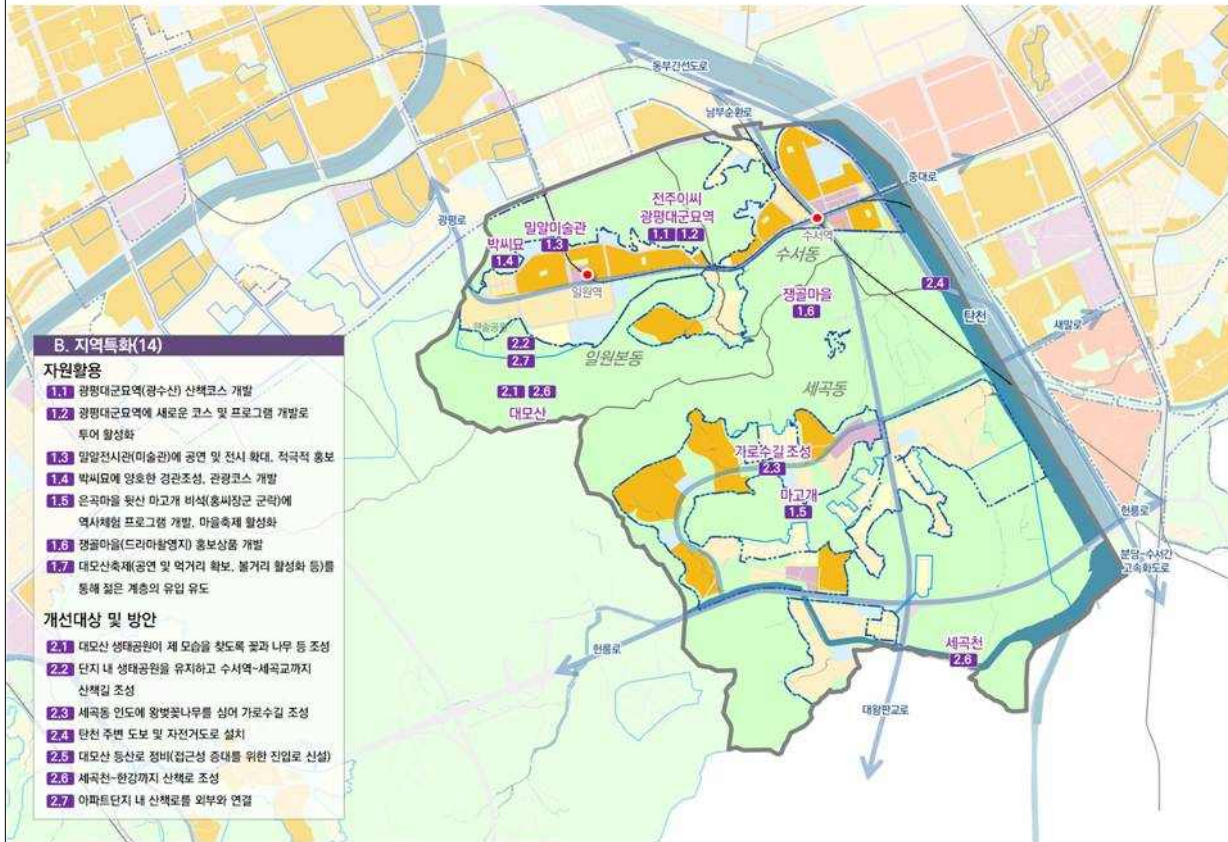 동부간선도로
남부순환로
중대로
광평로
전주이씨
광평대군묘역
1.1 1.2
밀알미술관
1.3
박씨묘
1.4
수서역
수서동
일원역
쟁골마을
1.6
2.4
탄천
새말로
한솔공원
2.2
2.7
일원본동
2.1 2.6
대모산
세곡동
가로수길 조성
2.3
마고개
1.5
헌릉로
분당-수서간
고속화도로
세곡천
2.6
헌릉로
대왕판교로
B. 지역특화(14)
자원활용
1.1 광평대군묘역(광수산) 산책코스 개발
1.2 광평대군묘역에 새로운 코스 및 프로그램 개발로
투어 활성화
1.3 밀알전시관(미술관)에 공연 및 전시 확대, 적극적 홍보
1.4 박씨묘에 양호한 경관조성, 관광코스 개발
1.5 은곡마을 뒷산 마고개 비석(홍씨장군 군락)에
역사체험 프로그램 개발, 마을축제 활성화
1.6 쟁골마을(드라마촬영지) 홍보상품 개발
1.7 대모산축제(공연 및 먹거리 확보, 볼거리 활성화 등)를
통해 젊은 계층의 유입 유도
개선대상 및 방안
2.1 대모산 생태공원이 제 모습을 찾도록 꽃과 나무 등 조성
2.2 단지 내 생태공원을 유지하고 수서역~세곡교까지
산책길 조성
2.3 세곡동 인도에 왕벚꽃나무를 심어 가로수길 조성
2.4 탄천 주변 도보 및 자전거도로 설치
2.5 대모산 등산로 정비(접근성 증대를 위한 진입로 신설)
2.6 세곡천~한강까지 산책로 조성
2.7 아파트단지 내 산책로를 외부와 연결